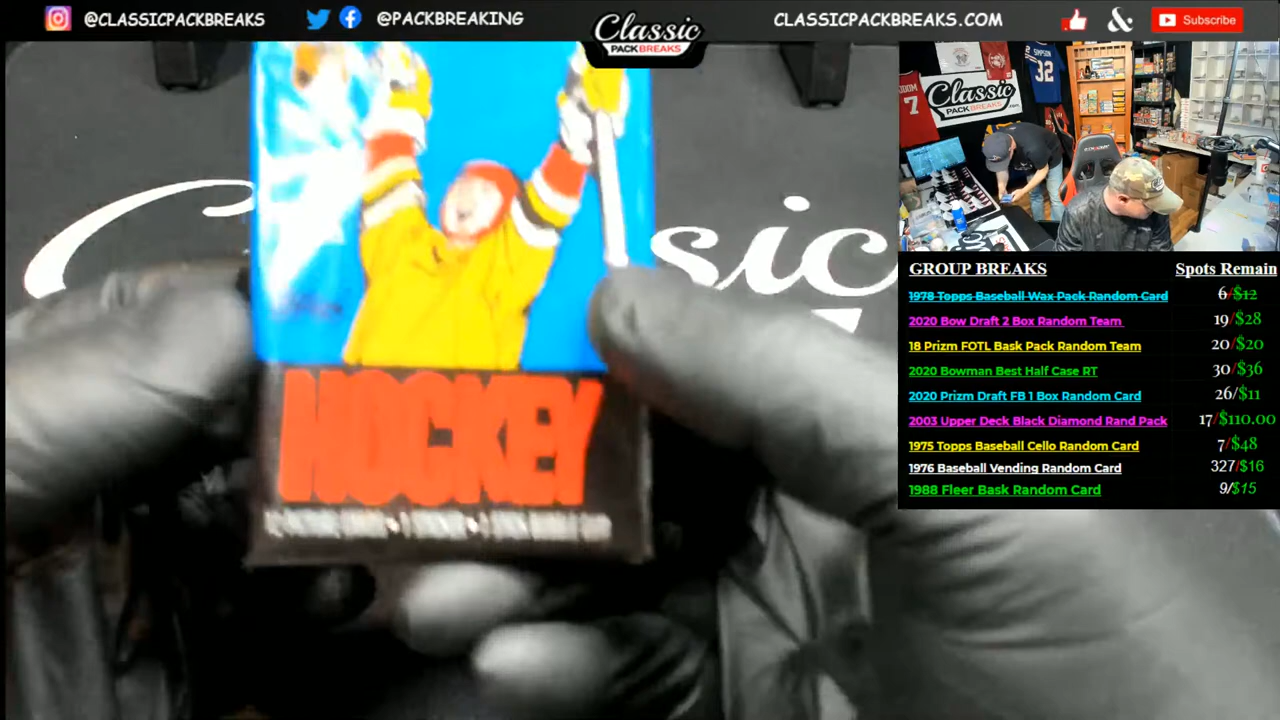 @CLASSICPACKBREAKS
@PACKBREAKING
Classic
PACK BREAKS
CLASSICPACKBREAKS.COM
&
Subscribe
SIMPSON
32
7
Classic
PACK BREAKS
.com
HOCKEY
GROUP BREAKS Spots Remain
1978 Topps Baseball Wax Pack Random Card 6/$12
2020 Bow Draft 2 Box Random Team 19/$28
18 Prizm FOTL Bask Pack Random Team 20/$20
2020 Bowman Best Half Case RT 30/$36
2020 Prizm Draft FB 1 Box Random Card 26/$11
2003 Upper Deck Black Diamond Rand Pack 17/$110.00
1975 Topps Baseball Cello Random Card 7/$48
1976 Baseball Vending Random Card 327/$16
1988 Fleer Bask Random Card 9/$15